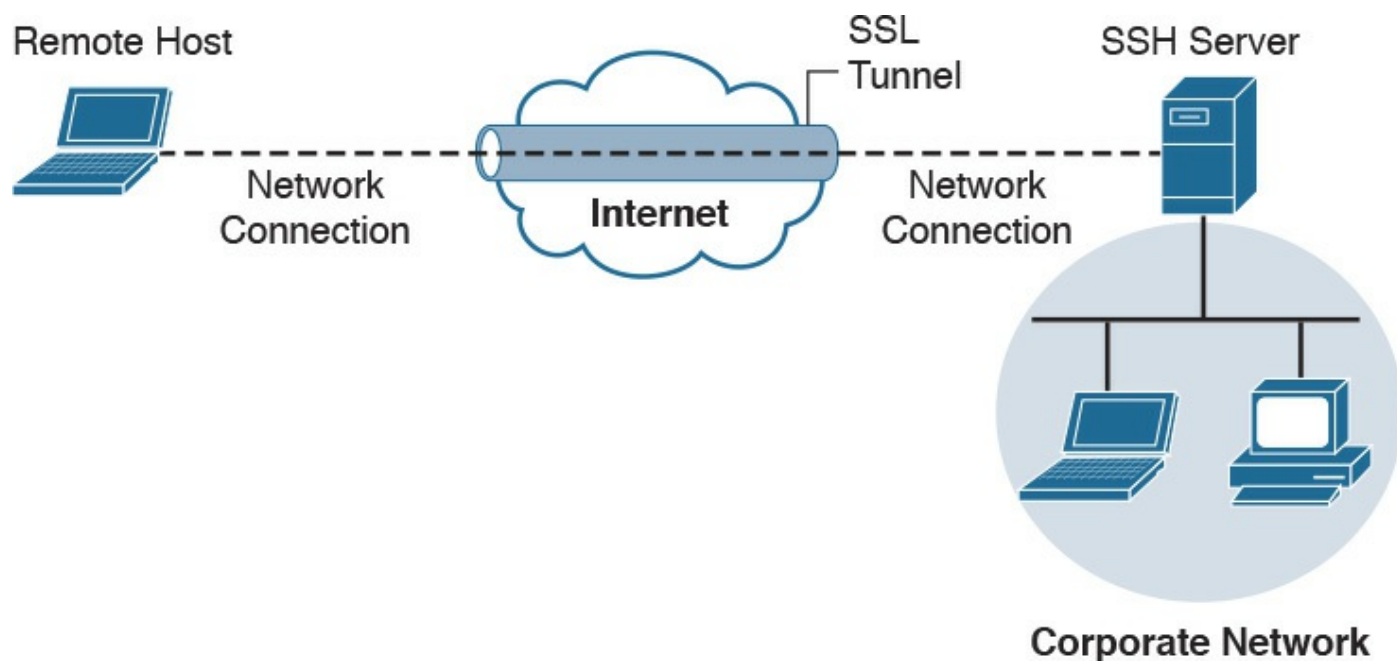 Remote Host
SSL
Tunnel
SSH Server
Network
Connection
Internet
Network
Connection
Corporate Network